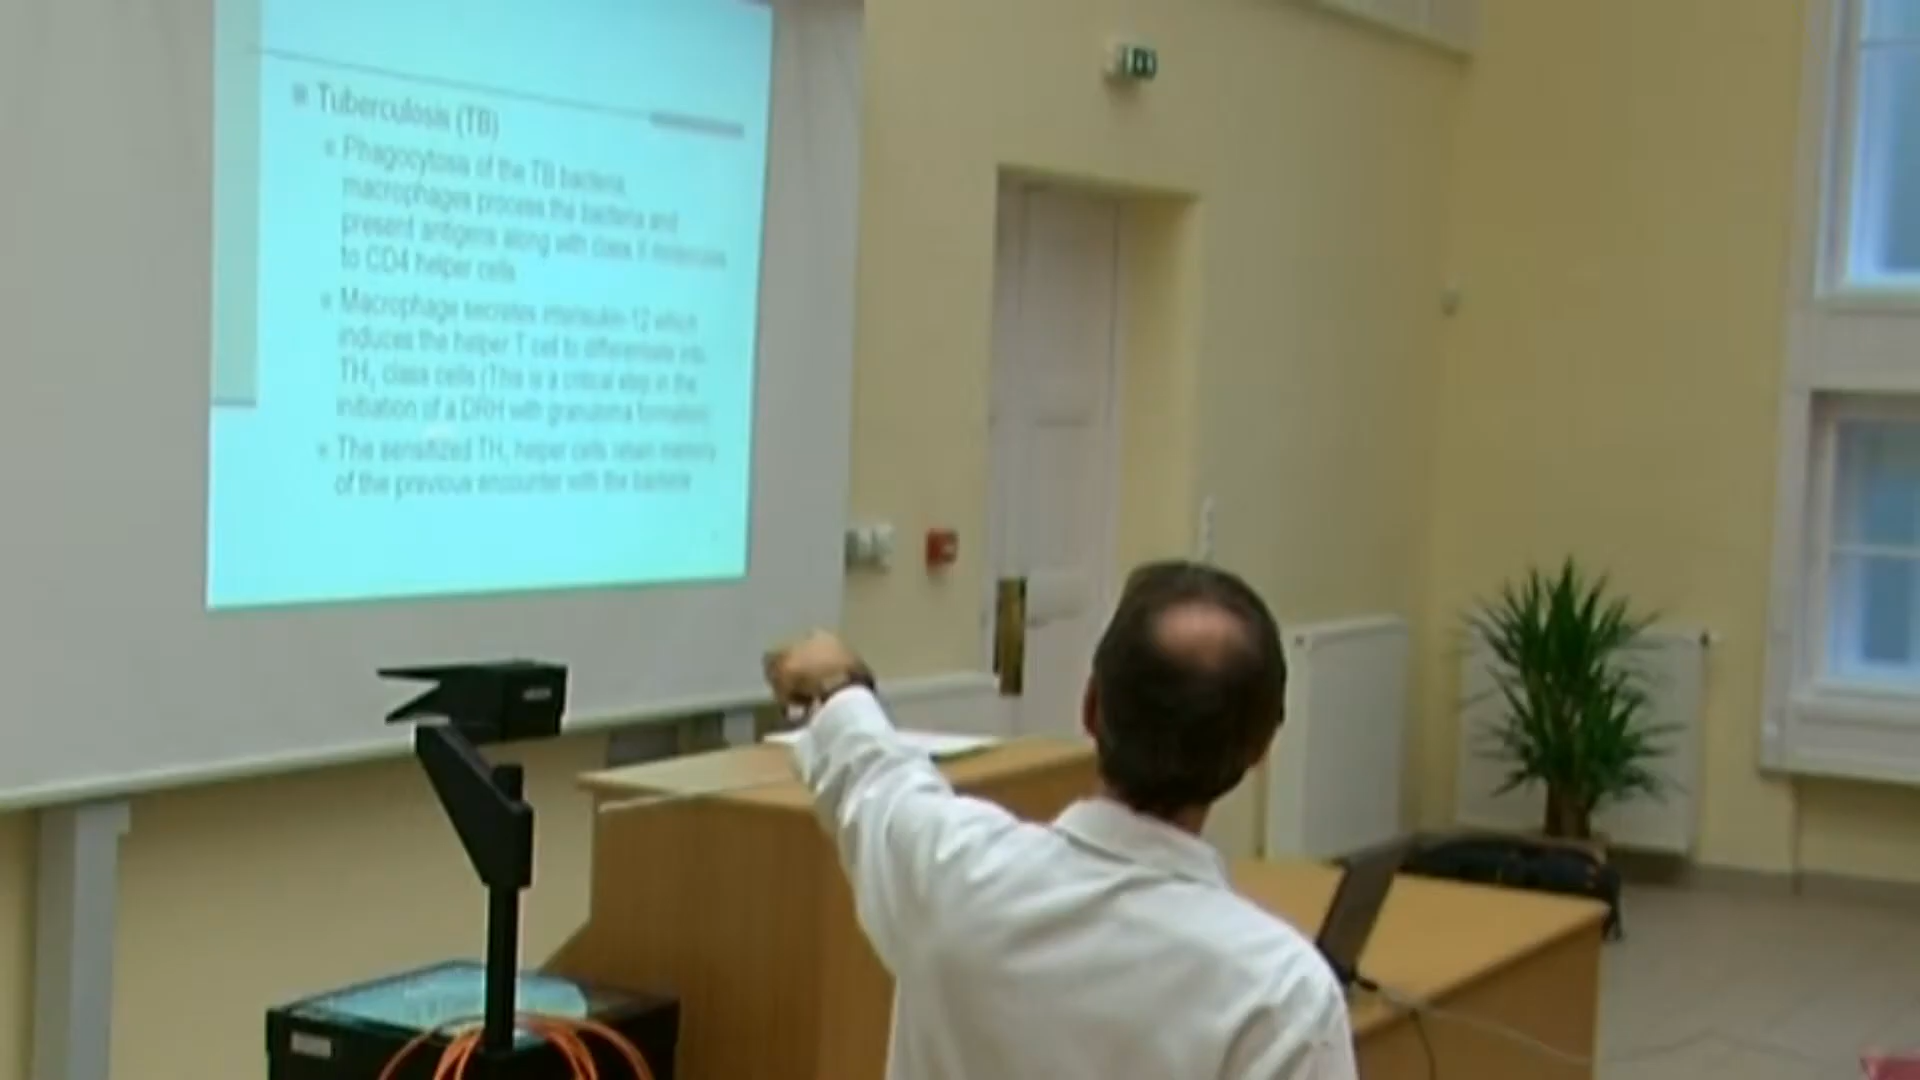 Tuberculosis (TB)
Phagocytosis of the TB bacteria
macrophages process the bacteria and
present antigens along with class II molecules
to CD4 helper cells
Macrophage secretes interleukin 12 which
induces the helper T cell to differentiate into
TH₁ class cells (This is a critical step in the
initiation of a DRH with granuloma formation)
The sensitized TH₁ helper cells retain memory
of the previous encounter with the bacteria